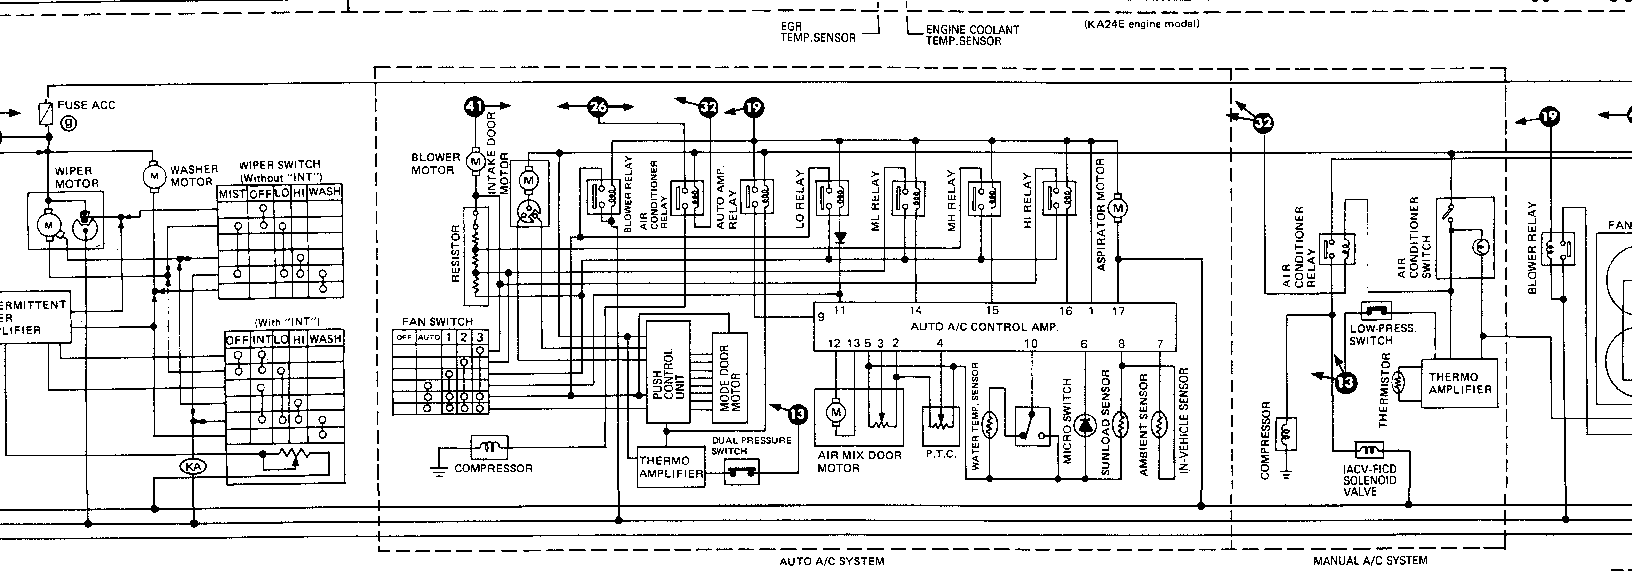 EGR
TEMP.SENSOR
ENGINE COOLANT
TEMP.SENSOR
(KA24E engine model)
FUSE ACC
g
WIPER
MOTOR
M
WASHER
MOTOR
M
WIPER SWITCH
(Without "INT")
MIST OFF LO HI WASH
ERMITTENT
ER
LIFIER
(With "INT")
OFF INT LO HI WASH
KA
41
26
32
19
BLOWER
MOTOR
M
INTAKE DOOR
MOTOR
M
BLOWER RELAY
AIR
CONDITIONER
RELAY
AUTO AMP.
RELAY
LO RELAY
ML RELAY
MH RELAY
HI RELAY
ASPIRATOR MOTOR
M
RESISTOR
FAN SWITCH
OFF AUTO 1 2 3
PUSH
CONTROL
UNIT
MODE DOOR
MOTOR
9 11 14 15 16 1 17
AUTO A/C CONTROL AMP.
12 13 5 3 2 4 10 6 8 7
COMPRESSOR
THERMO
AMPLIFIER
DUAL PRESSURE
SWITCH
13
M
AIR MIX DOOR
MOTOR
P.T.C.
WATER TEMP. SENSOR
MICRO SWITCH
SUNLOAD SENSOR
AMBIENT SENSOR
IN-VEHICLE SENSOR
AUTO A/C SYSTEM
32
AIR
CONDITIONER
RELAY
AIR
CONDITIONER
SWITCH
LOW-PRESS.
SWITCH
13
THERMISTOR
THERMO
AMPLIFIER
COMPRESSOR
IACV-FICD
SOLENOID
VALVE
MANUAL A/C SYSTEM
19
BLOWER RELAY
FAN